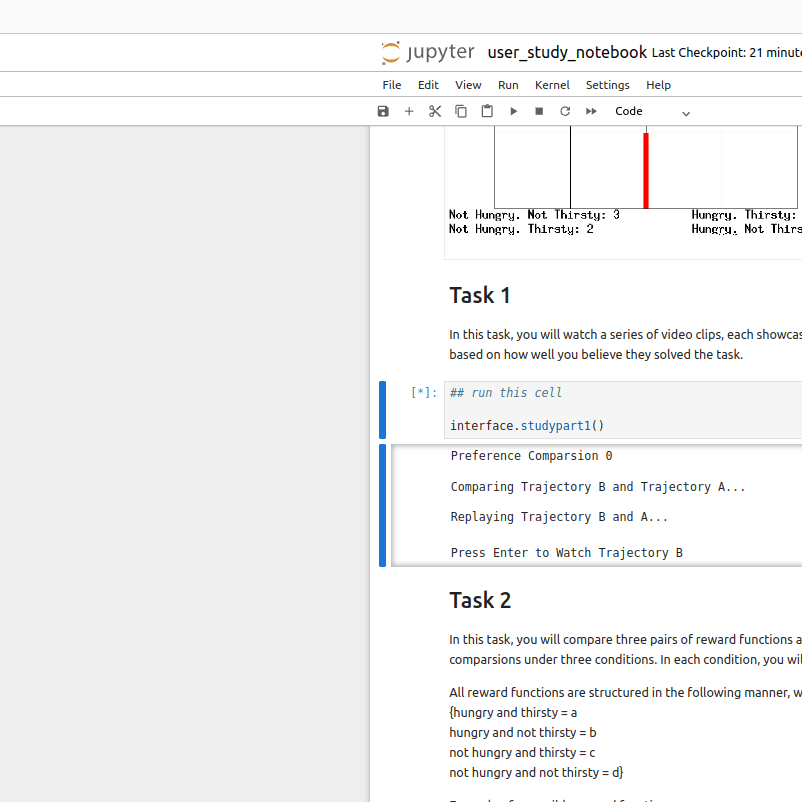 jupyter user_study_notebook Last Checkpoint: 21 minute
File Edit View Run Kernel Settings Help
Code
Not Hungry. Not Thirsty: 3 Hungry. Thirsty:
Not Hungry. Thirsty: 2 Hungry. Not Thirs
Task 1
In this task, you will watch a series of video clips, each showcas
based on how well you believe they solved the task.
[*]: ## run this cell
interface.studypart1()
Preference Comparsion 0
Comparing Trajectory B and Trajectory A...
Replaying Trajectory B and A...
Press Enter to Watch Trajectory B
Task 2
In this task, you will compare three pairs of reward functions a
comparsions under three conditions. In each condition, you wil
All reward functions are structured in the following manner, w
{hungry and thirsty = a
hungry and not thirsty = b
not hungry and thirsty = c
not hungry and not thirsty = d}